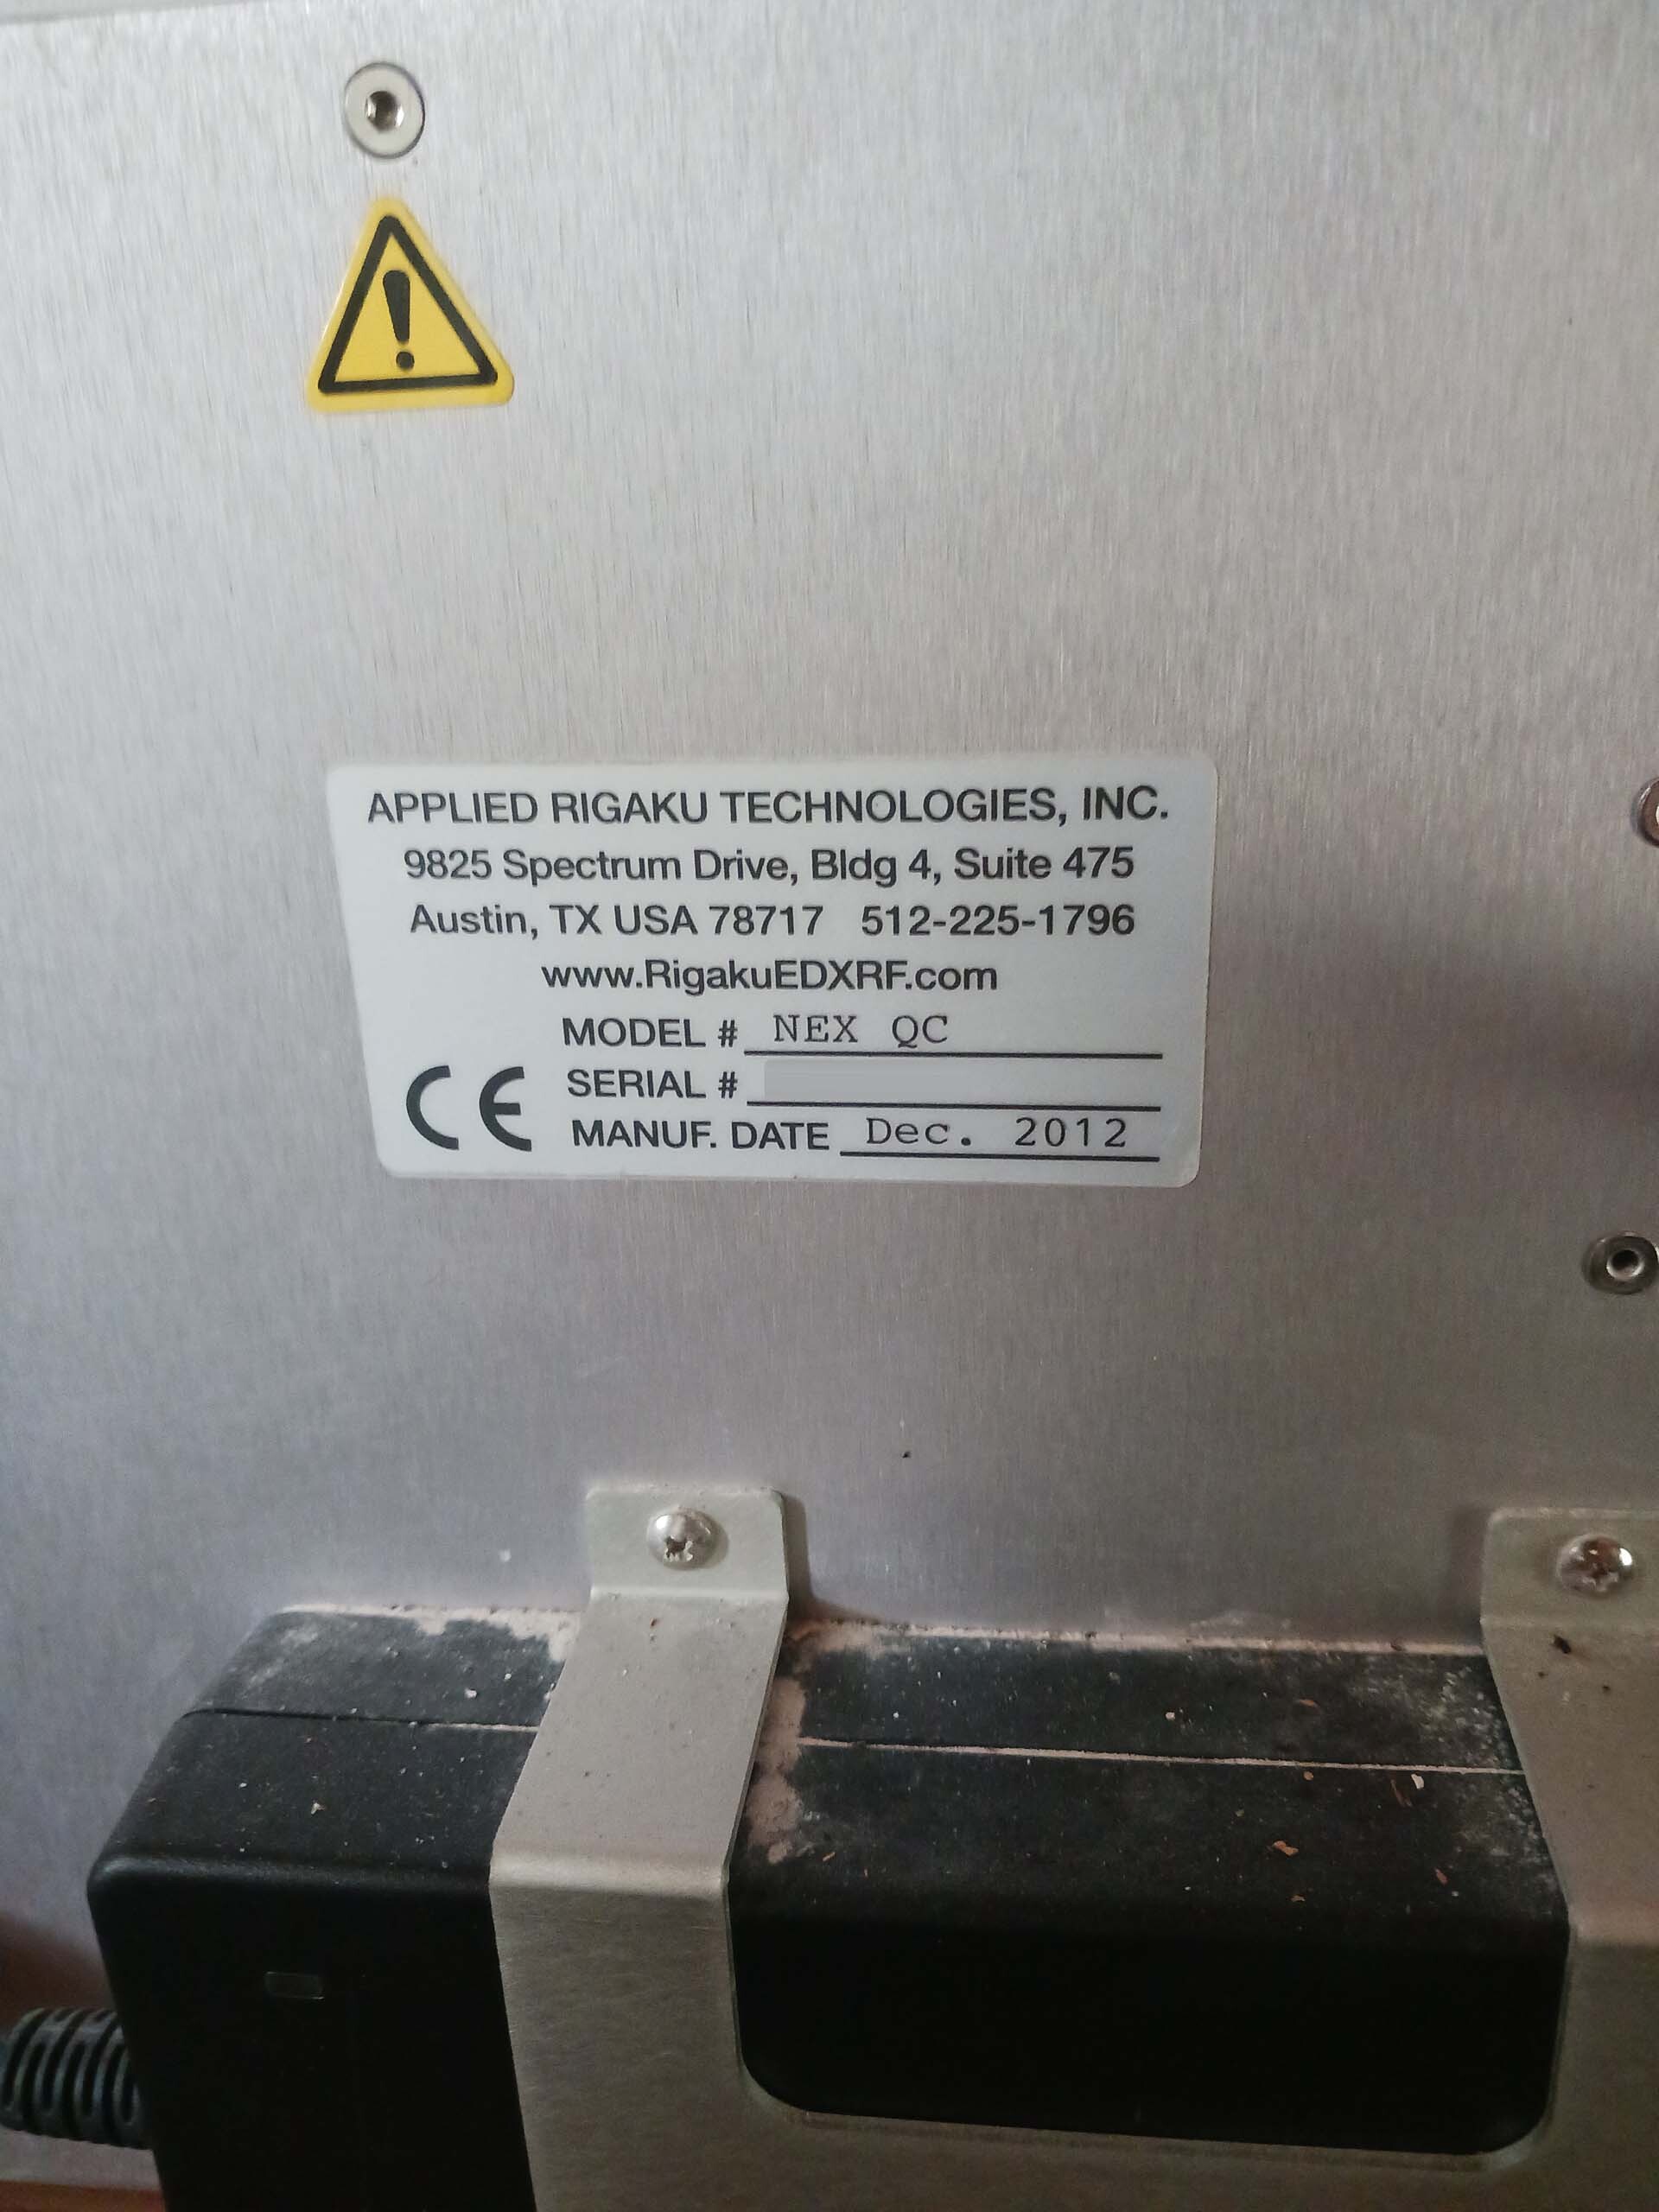 APPLIED RIGAKU TECHNOLOGIES, INC.
9825 Spectrum Drive, Bldg 4, Suite 475
Austin, TX USA 78717 512-225-1796
www.RigakuEDXRF.com
MODEL # NEX QC
SERIAL #
CE MANUF. DATE Dec. 2012